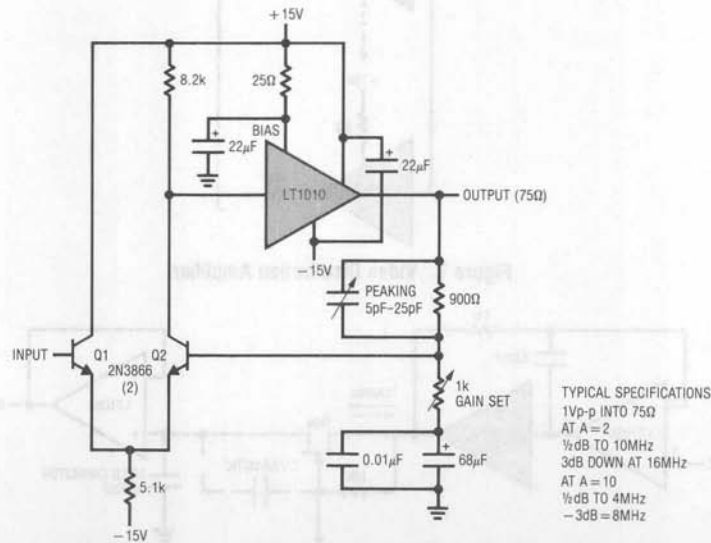 +15V
8.2k
25Ω
BIAS
22μF
22μF
LT1010
OUTPUT (75Ω)
−15V
PEAKING
5pF–25pF
900Ω
INPUT
Q1
Q2
2N3866
(2)
1k
GAIN SET
0.01μF
68μF
5.1k
−15V
TYPICAL SPECIFICATIONS
1Vp-p INTO 75Ω
AT A = 2
½dB TO 10MHz
3dB DOWN AT 16MHz
AT A = 10
½dB TO 4MHz
−3dB = 8MHz